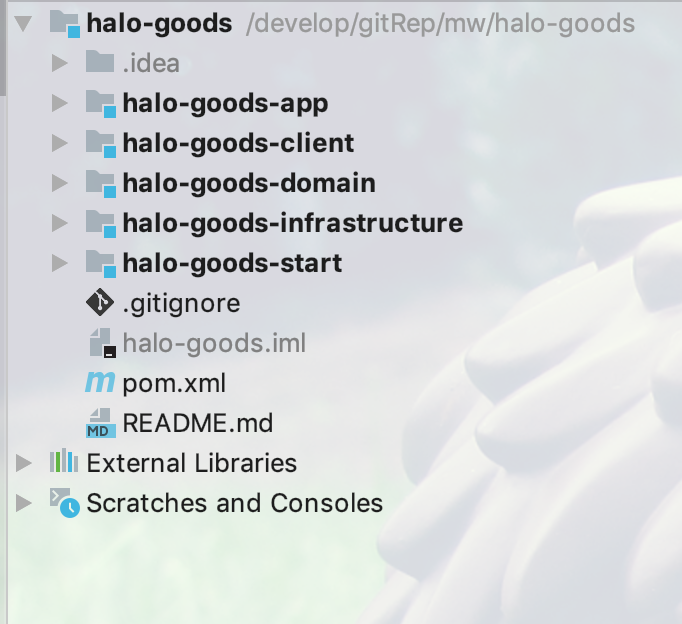 halo-goods /develop/gitRep/mw/halo-goods
.idea
halo-goods-app
halo-goods-client
halo-goods-domain
halo-goods-infrastructure
halo-goods-start
.gitignore
halo-goods.iml
m pom.xml
MD README.md
External Libraries
Scratches and Consoles